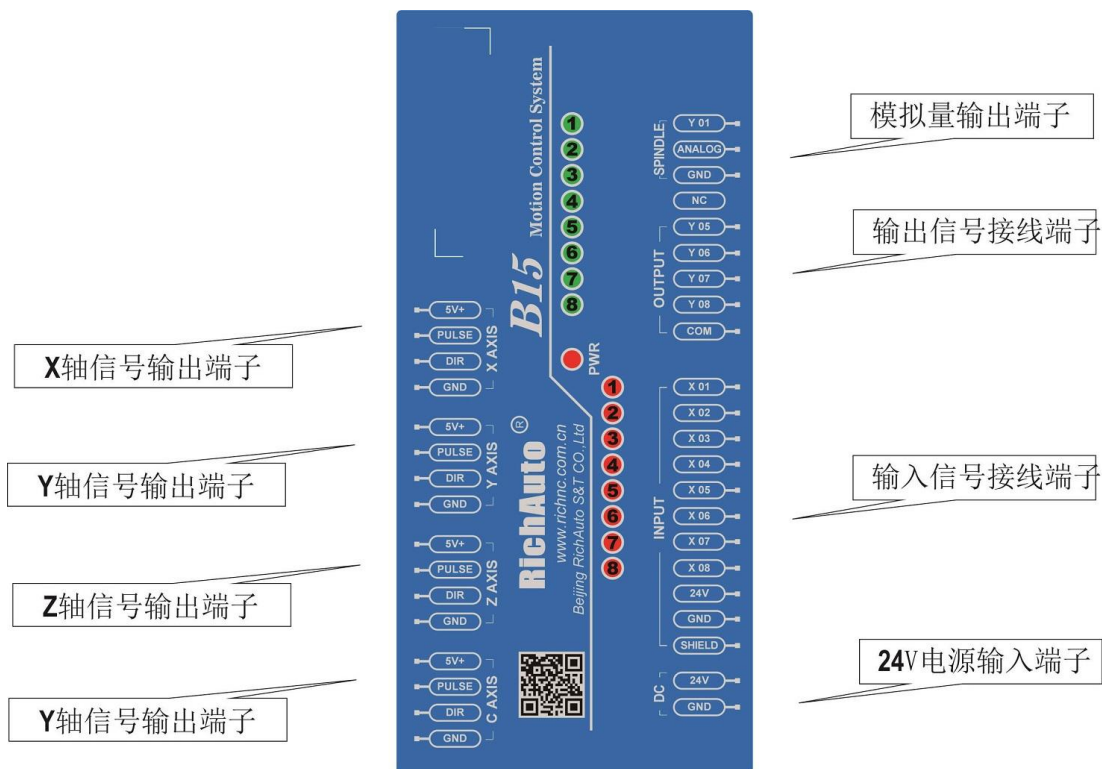 X轴信号输出端子
Y轴信号输出端子
Z轴信号输出端子
Y轴信号输出端子
5V+
PULSE
DIR
GND
X AXIS
5V+
PULSE
DIR
GND
Y AXIS
5V+
PULSE
DIR
GND
Z AXIS
5V+
PULSE
DIR
GND
C AXIS
B15 Motion Control System
RichAuto ®
www.richnc.com.cn
Beijing RichAuto S&T CO.,Ltd
1
2
3
4
5
6
7
8
PWR
1
2
3
4
5
6
7
8
SPINDLE
Y 01
ANALOG
GND
NC
OUTPUT
Y 05
Y 06
Y 07
Y 08
COM
INPUT
X 01
X 02
X 03
X 04
X 05
X 06
X 07
X 08
24V
GND
SHIELD
DC
24V
GND
模拟量输出端子
输出信号接线端子
输入信号接线端子
24V电源输入端子